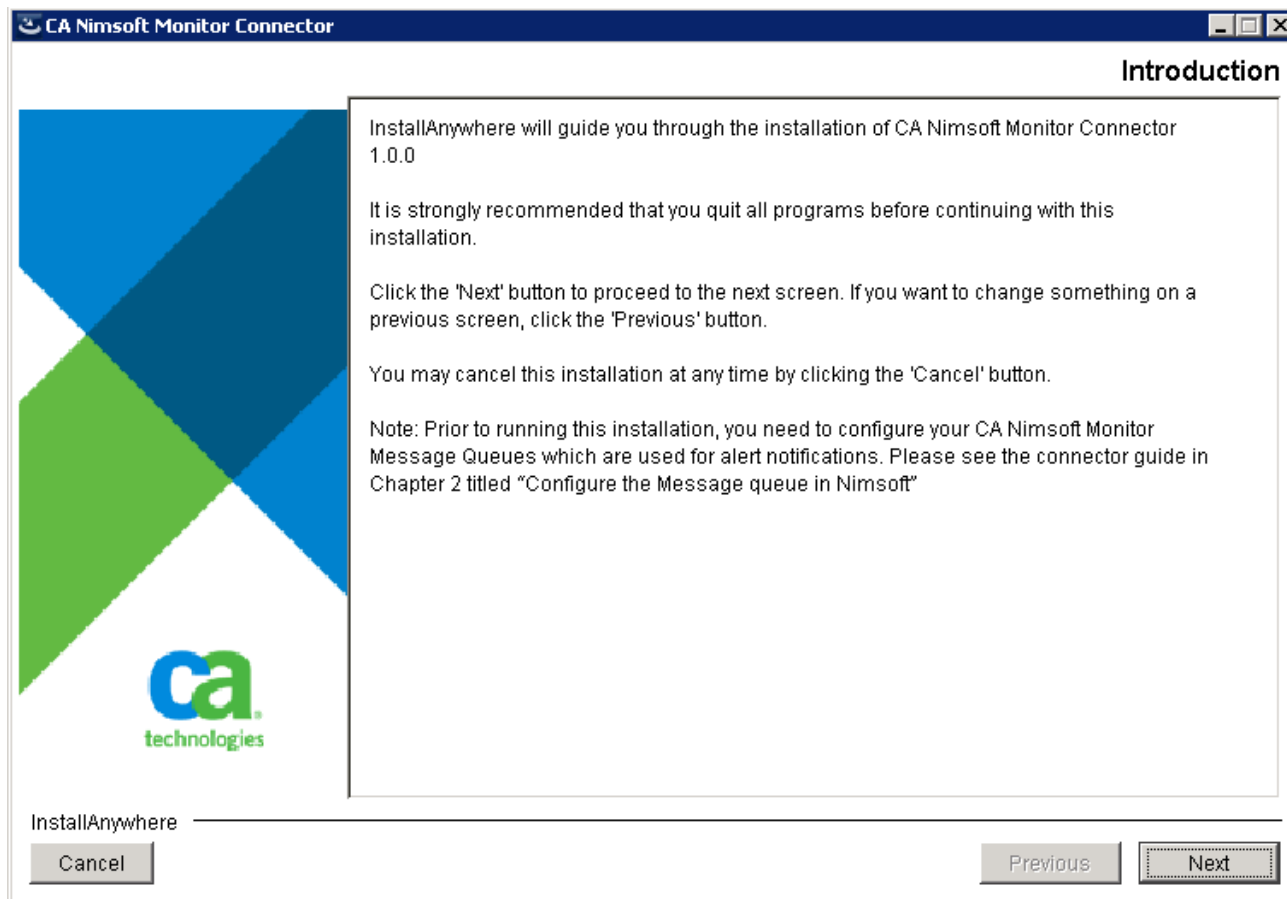 CA Nimsoft Monitor Connector
Introduction
InstallAnywhere will guide you through the installation of CA Nimsoft Monitor Connector
1.0.0
It is strongly recommended that you quit all programs before continuing with this
installation.
Click the 'Next' button to proceed to the next screen. If you want to change something on a
previous screen, click the 'Previous' button.
You may cancel this installation at any time by clicking the 'Cancel' button.
Note: Prior to running this installation, you need to configure your CA Nimsoft Monitor
Message Queues which are used for alert notifications. Please see the connector guide in
Chapter 2 titled “Configure the Message queue in Nimsoft”
ca.
technologies
InstallAnywhere
Cancel
Previous
Next